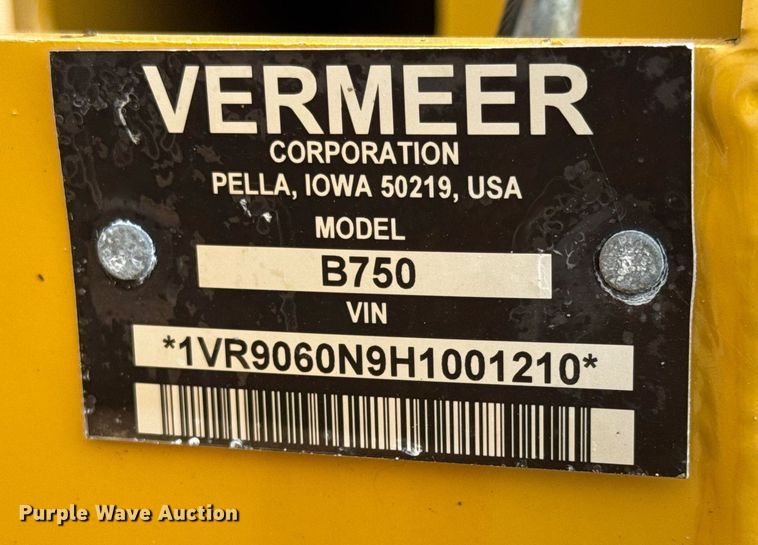 VERMEER
CORPORATION
PELLA, IOWA 50219, USA
MODEL
B750
VIN
*1VR9060N9H1001210*
Purple Wave Auction